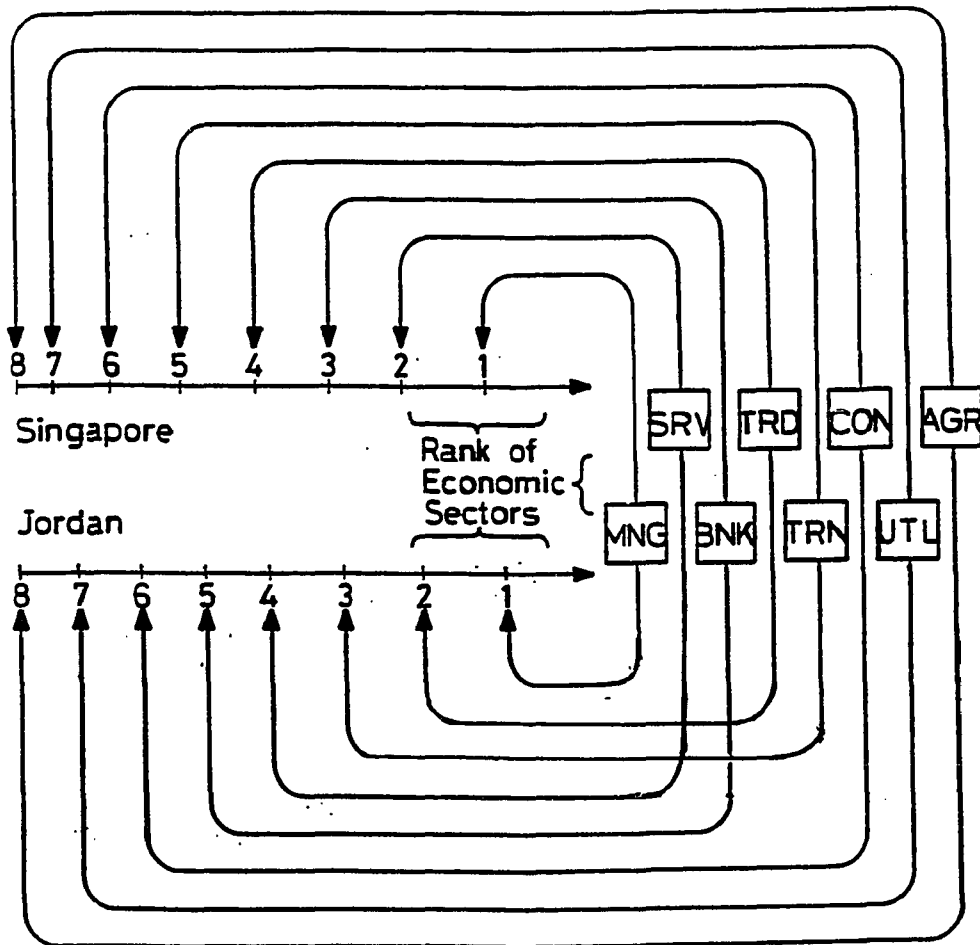 8 7 6 5 4 3 2 1
Singapore
SRV TRD CON AGR
Rank of
Economic
Sectors
Jordan
MNG BNK TRN UTL
8 7 6 5 4 3 2 1